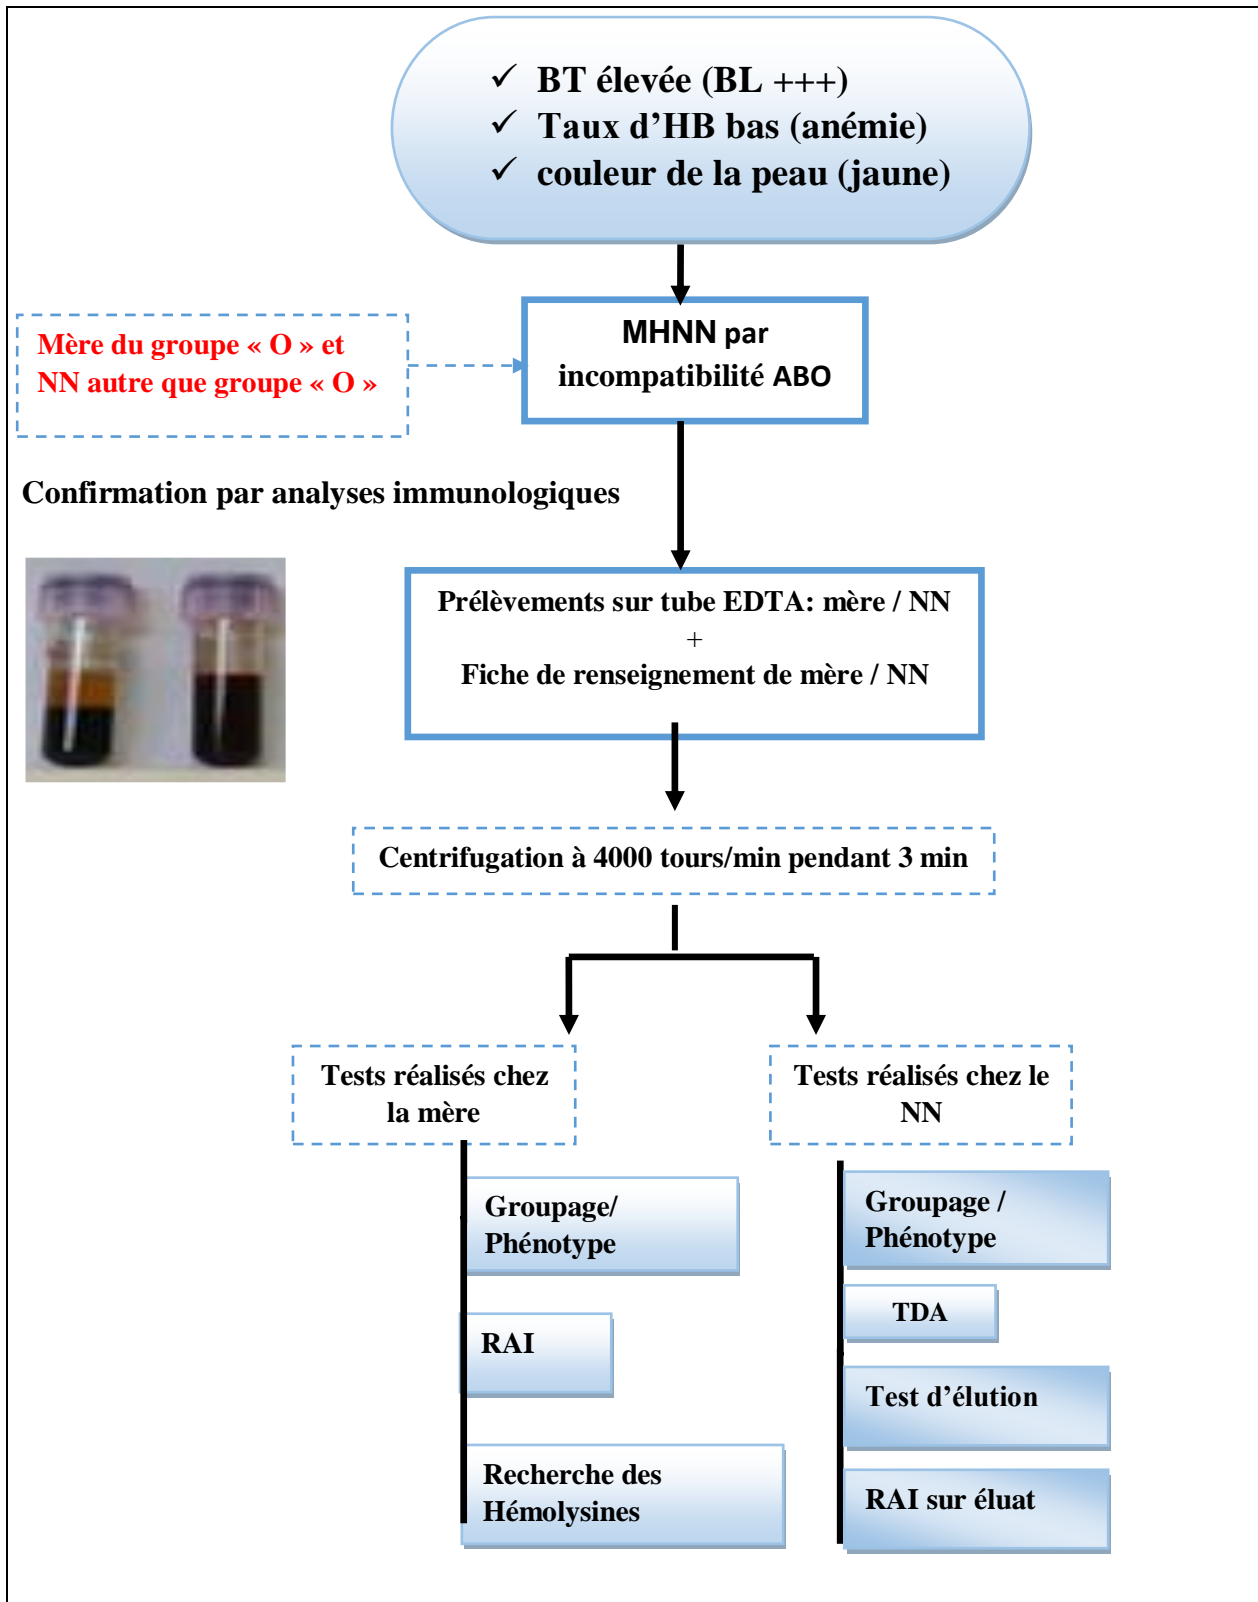 ✓ BT élevée (BL +++)
✓ Taux d’HB bas (anémie)
✓ couleur de la peau (jaune)
MHNN par
incompatibilité ABO
Mère du groupe « O » et
NN autre que groupe « O »
Confirmation par analyses immunologiques
Prélèvements sur tube EDTA: mère / NN
+
Fiche de renseignement de mère / NN
Centrifugation à 4000 tours/min pendant 3 min
Tests réalisés chez
la mère
Groupage/
Phénotype
RAI
Recherche des
Hémolysines
Tests réalisés chez le
NN
Groupage /
Phénotype
TDA
Test d’élution
RAI sur éluat